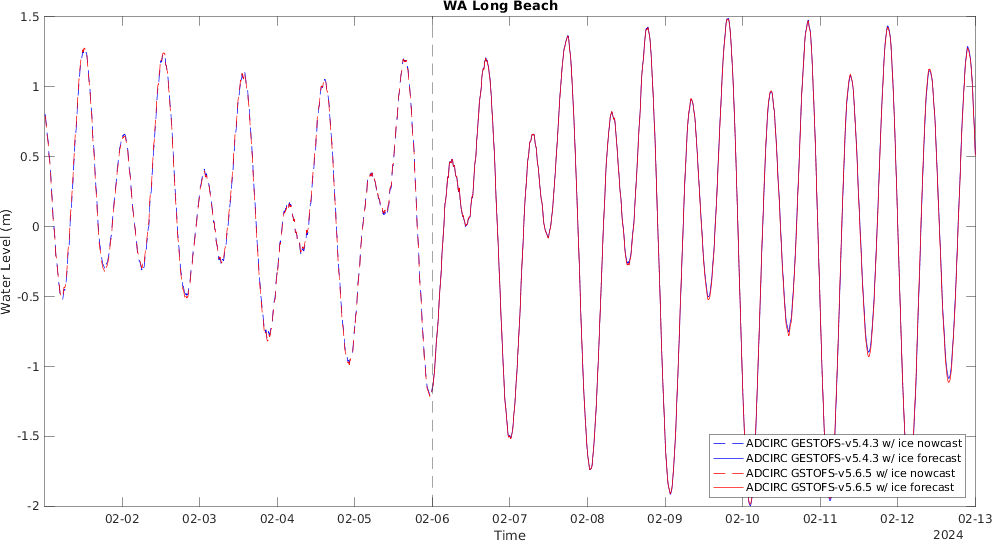 WA Long Beach
1.5
1
0.5
0
-0.5
-1
-1.5
-2
Water Level (m)
ADCIRC GESTOFS-v5.4.3 w/ ice nowcast
ADCIRC GESTOFS-v5.4.3 w/ ice forecast
ADCIRC GSTOFS-v5.6.5 w/ ice nowcast
ADCIRC GSTOFS-v5.6.5 w/ ice forecast
02-02 02-03 02-04 02-05 02-06 02-07 02-08 02-09 02-10 02-11 02-12 02-13
Time
2024